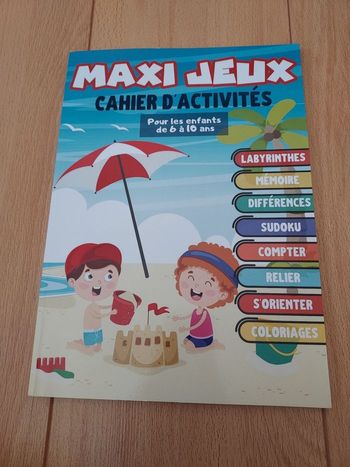 MAXI JEUX
CAHIER D'ACTIVITÉS
Pour les enfants
de 6 à 10 ans
LABYRINTHES
MÉMOIRE
DIFFÉRENCES
SUDOKU
COMPTER
RELIER
S'ORIENTER
COLORIAGES